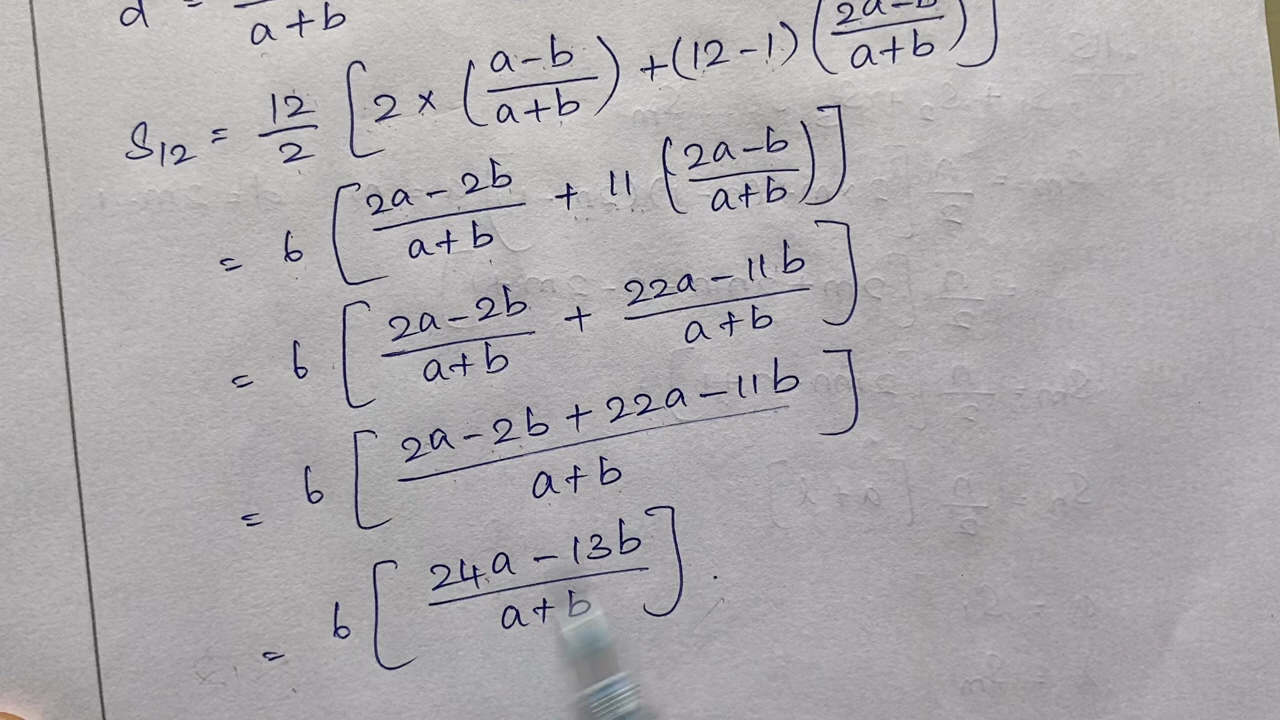 d = /a+b
S₁₂ = 12/2 [2 × ((a-b)/(a+b)) + (12-1) ((2a-b)/(a+b))]
= 6 [(2a-2b)/(a+b) + 11 ((2a-b)/(a+b))]
= 6 [(2a-2b)/(a+b) + (22a-11b)/(a+b)]
= 6 [(2a-2b+22a-11b)/(a+b)]
= 6 [(24a-13b)/(a+b)].